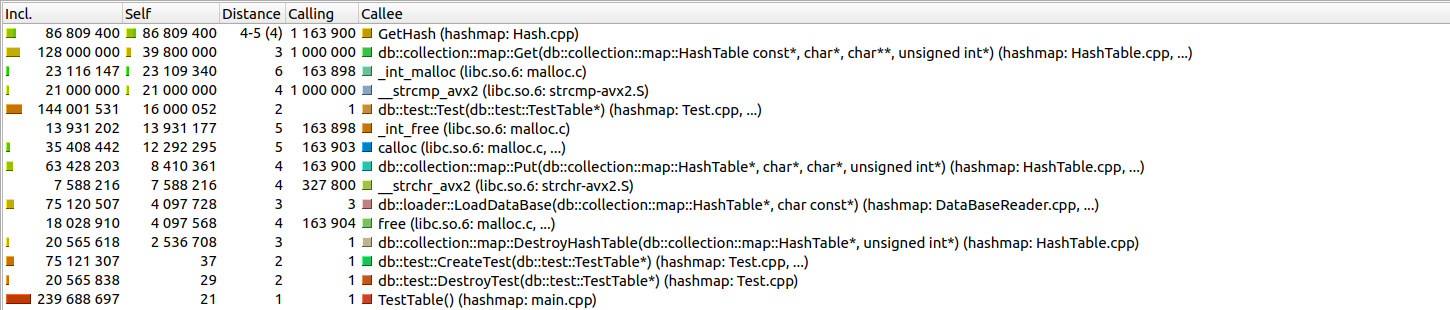 Incl. Self Distance Calling Callee
86 809 400 86 809 400 4-5 (4) 1 163 900 GetHash (hashmap: Hash.cpp)
128 000 000 39 800 000 3 1 000 000 db::collection::map::Get(db::collection::map::HashTable const*, char*, char**, unsigned int*) (hashmap: HashTable.cpp, ...)
23 116 147 23 109 340 6 163 898 _int_malloc (libc.so.6: malloc.c)
21 000 000 21 000 000 4 1 000 000 __strcmp_avx2 (libc.so.6: strcmp-avx2.S)
144 001 531 16 000 052 2 1 db::test::Test(db::test::TestTable*) (hashmap: Test.cpp, ...)
13 931 202 13 931 177 5 163 898 _int_free (libc.so.6: malloc.c)
35 408 442 12 292 295 5 163 903 calloc (libc.so.6: malloc.c, ...)
63 428 203 8 410 361 4 163 900 db::collection::map::Put(db::collection::map::HashTable*, char*, char*, unsigned int*) (hashmap: HashTable.cpp, ...)
7 588 216 7 588 216 4 327 800 __strchr_avx2 (libc.so.6: strchr-avx2.S)
75 120 507 4 097 728 3 3 db::loader::LoadDataBase(db::collection::map::HashTable*, char const*) (hashmap: DataBaseReader.cpp, ...)
18 028 910 4 097 568 4 163 904 free (libc.so.6: malloc.c, ...)
20 565 618 2 536 708 3 1 db::collection::map::DestroyHashTable(db::collection::map::HashTable*, unsigned int*) (hashmap: HashTable.cpp)
75 121 307 37 2 1 db::test::CreateTest(db::test::TestTable*) (hashmap: Test.cpp, ...)
20 565 838 29 2 1 db::test::DestroyTest(db::test::TestTable*) (hashmap: Test.cpp)
239 688 697 21 1 1 TestTable() (hashmap: main.cpp)